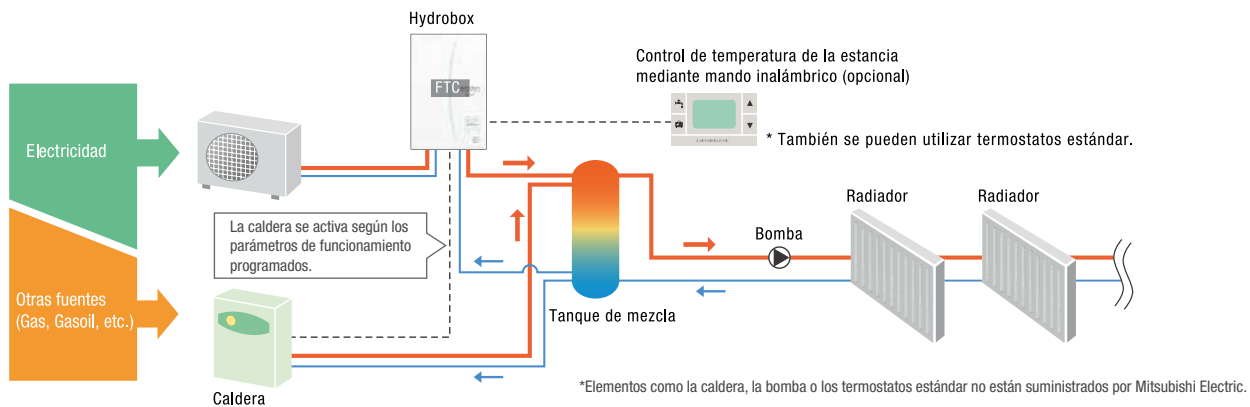 Hydrobox
FTC
Control de temperatura de la estancia
mediante mando inalámbrico (opcional)
* También se pueden utilizar termostatos estándar.
Electricidad
La caldera se activa según los
parámetros de funcionamiento
programados.
Radiador
Radiador
Bomba
Otras fuentes
(Gas, Gasoil, etc.)
Tanque de mezcla
Caldera
*Elementos como la caldera, la bomba o los termostatos estándar no están suministrados por Mitsubishi Electric.